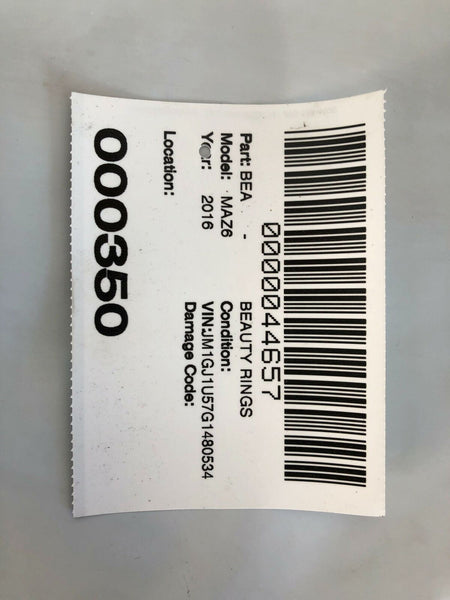 0000044657
Part: BEA - BEAUTY RINGS
Model: MAZ6 Condition:
Year: 2016 VIN:JM1GJ1U57G1480534
Damage Code:
Location:
000350